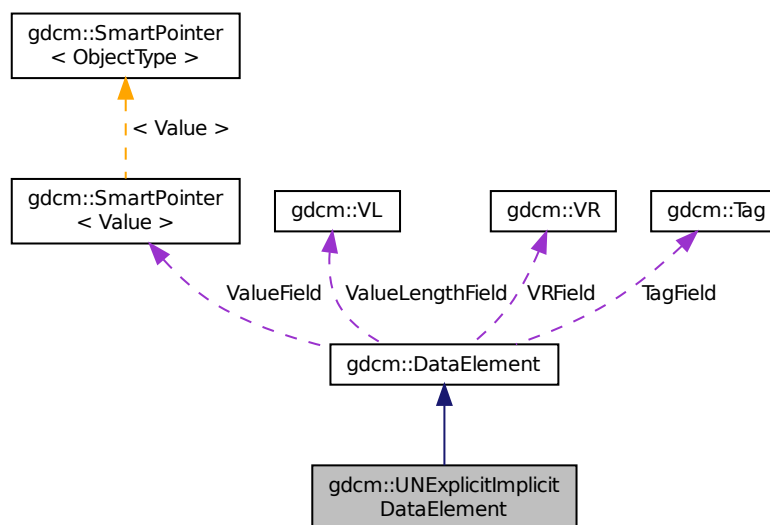 gdcm::SmartPointer
< ObjectType >
< Value >
gdcm::SmartPointer
< Value >
gdcm::VL
gdcm::VR
gdcm::Tag
ValueField
ValueLengthField
VRField
TagField
gdcm::DataElement
gdcm::UNExplicitImplicit
DataElement